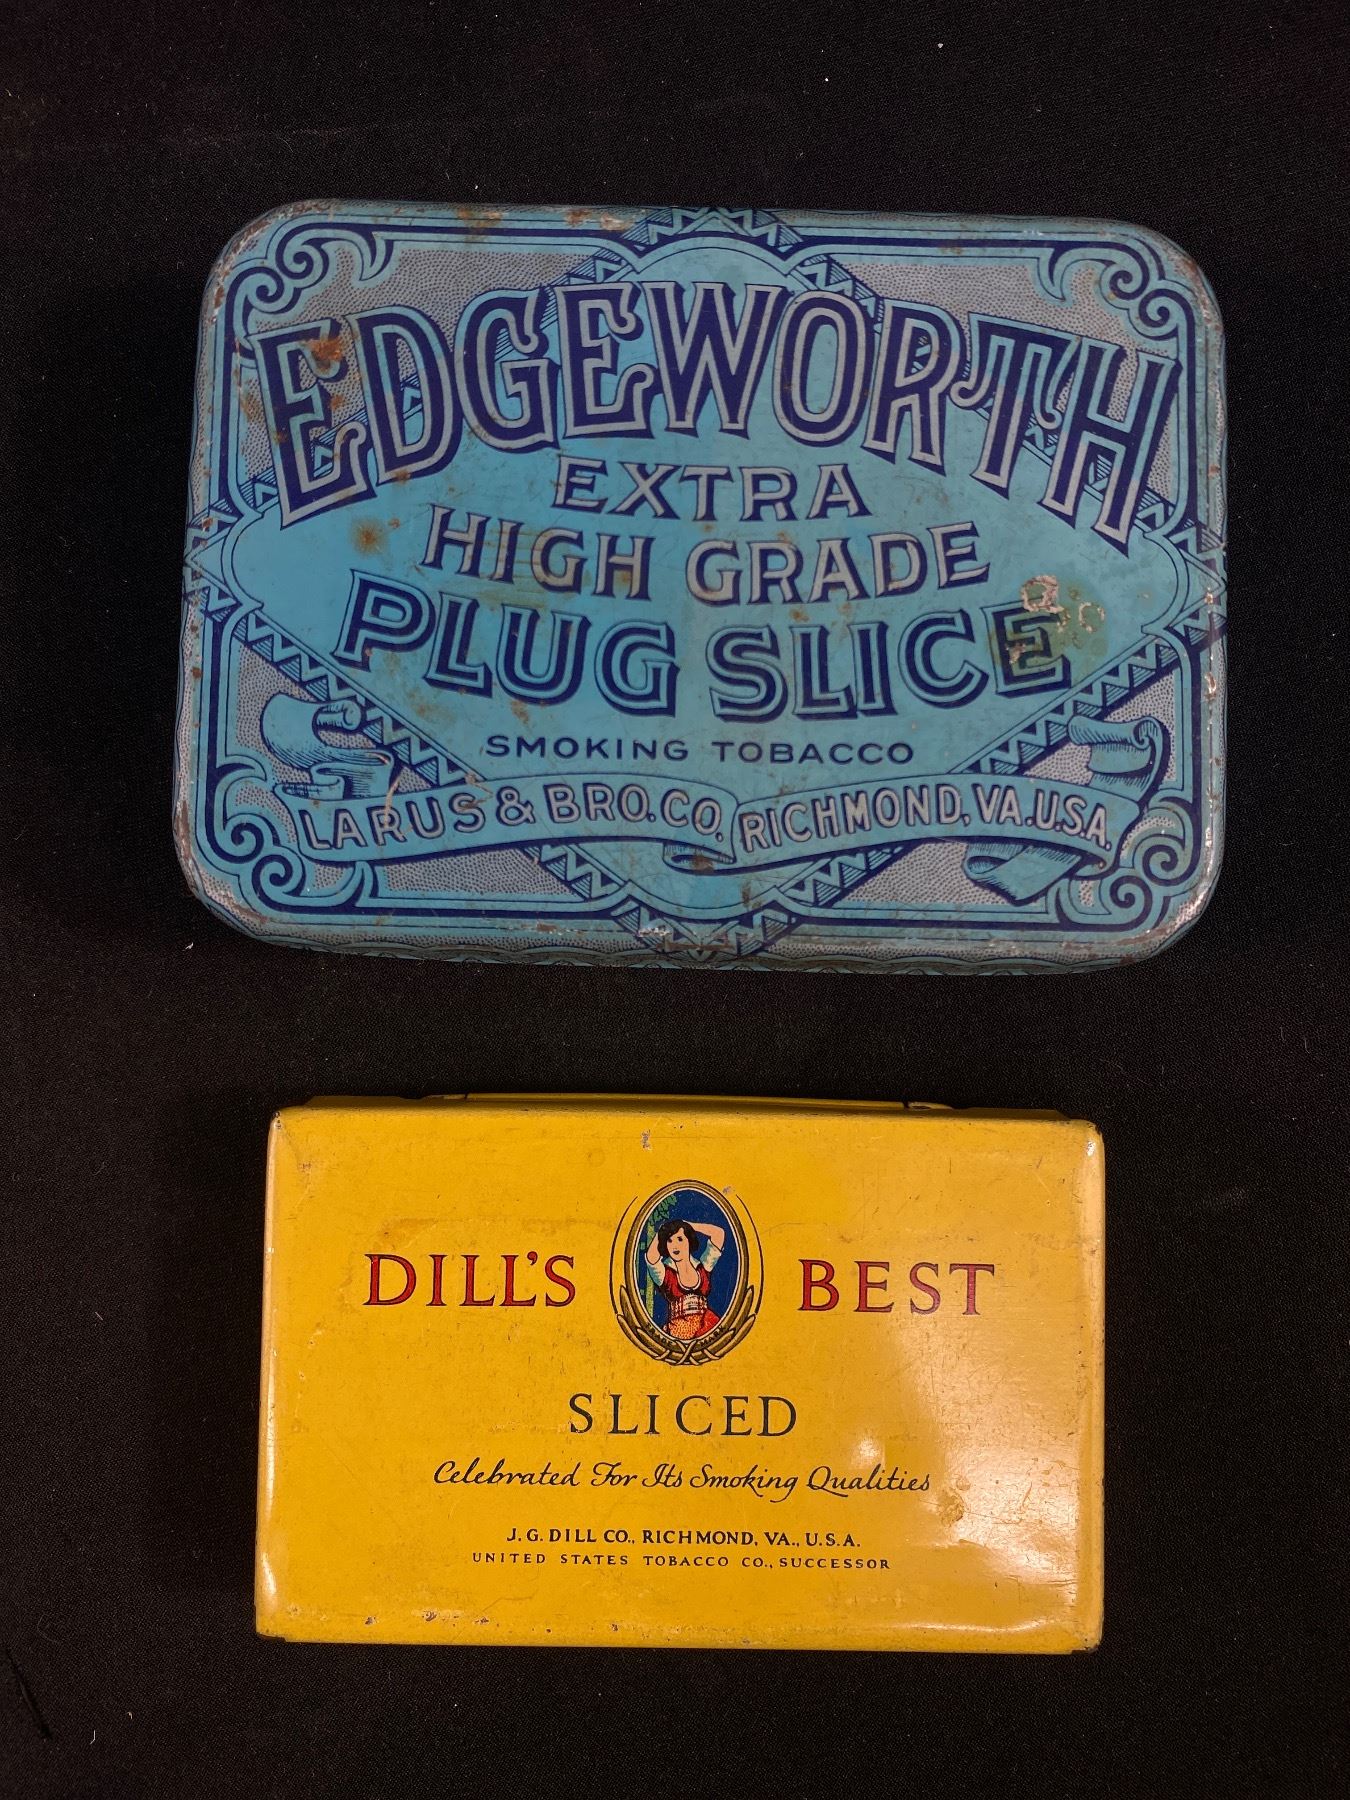 EDGEWORTH
EXTRA
HIGH GRADE
PLUG SLICE
SMOKING TOBACCO
LARUS & BRO. CO. RICHMOND, VA. U.S.A.
DILL'S BEST
SLICED
Celebrated For Its Smoking Qualities
J. G. DILL CO., RICHMOND, VA., U.S.A.
UNITED STATES TOBACCO CO., SUCCESSOR